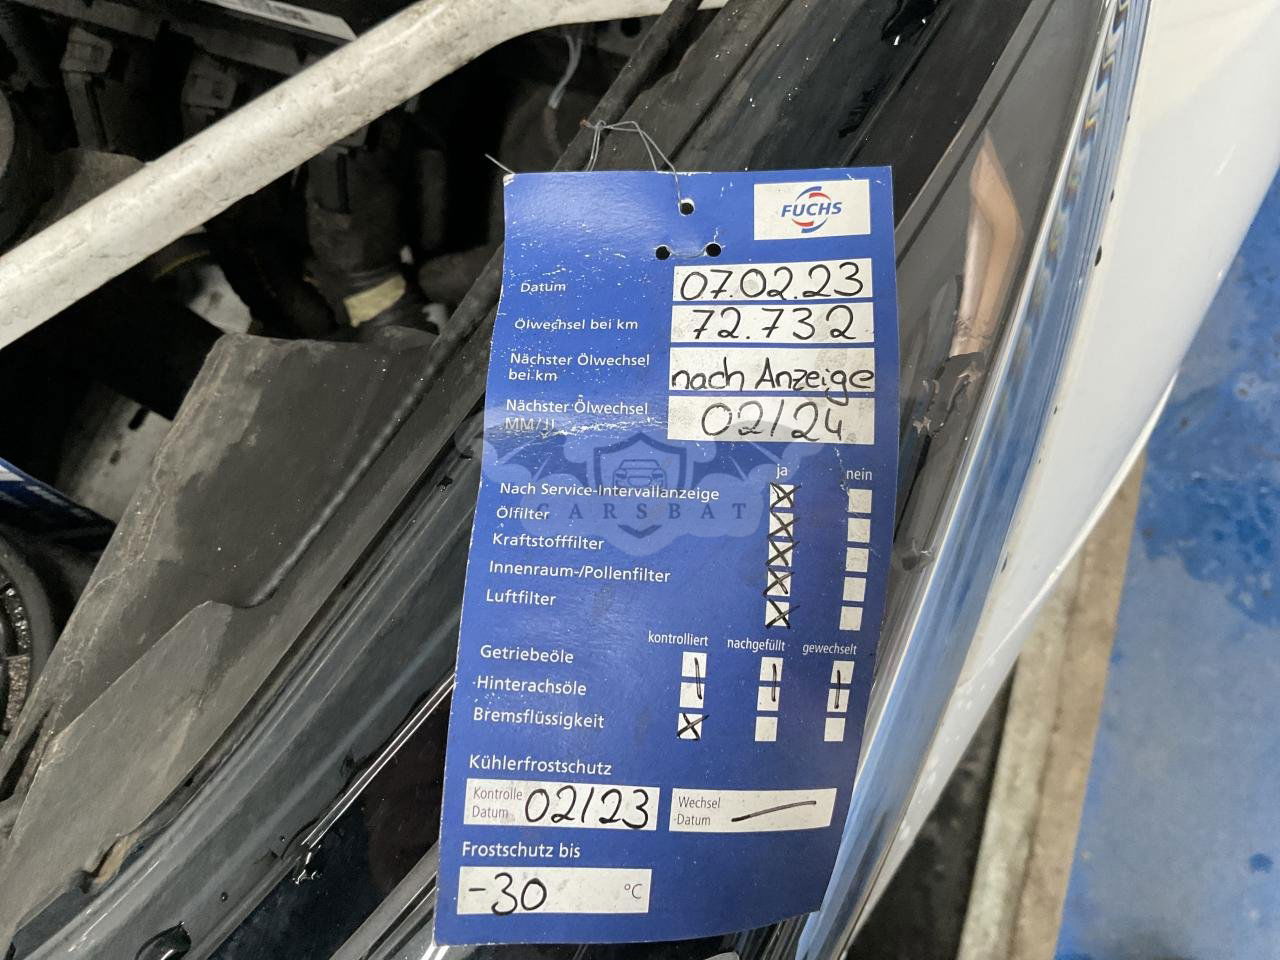 FUCHS
Datum 07.02.23
Ölwechsel bei km 72.732
Nächster Ölwechsel
bei km nach Anzeige
Nächster Ölwechsel
MM/JJ 02/24
ja nein
Nach Service-Intervallanzeige
Ölfilter
CARSBAT
Kraftstofffilter
Innenraum-/Pollenfilter
Luftfilter
kontrolliert nachgefüllt gewechselt
Getriebeöle
Hinterachsöle
Bremsflüssigkeit
Kühlerfrostschutz
Kontrolle
Datum 02/23
Wechsel
-Datum —
Frostschutz bis
-30 °C